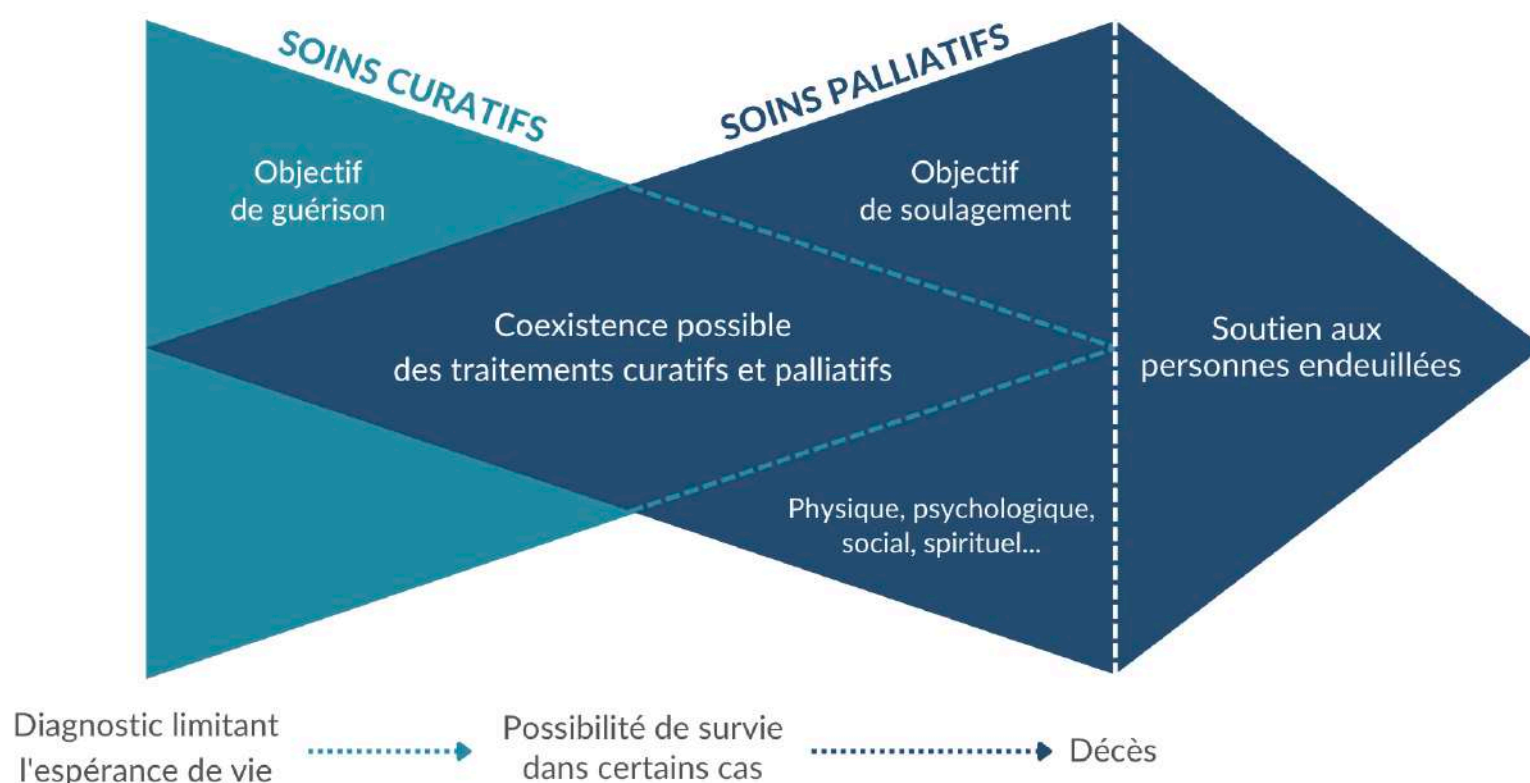 SOINS CURATIFS
SOINS PALLIATIFS
Objectif
de guérison
Objectif
de soulagement
Coexistence possible
des traitements curatifs et palliatifs
Soutien aux
personnes endeuillées
Physique, psychologique,
social, spirituel...
Diagnostic limitant
l'espérance de vie
Possibilité de survie
dans certains cas
Décès